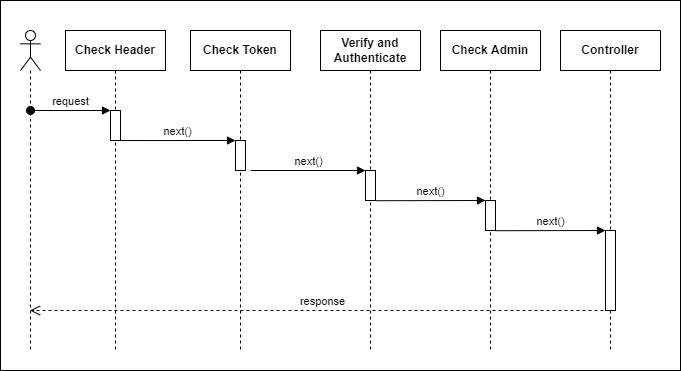 Check Header
Check Token
Verify and
Authenticate
Check Admin
Controller
request
next()
next()
next()
next()
response